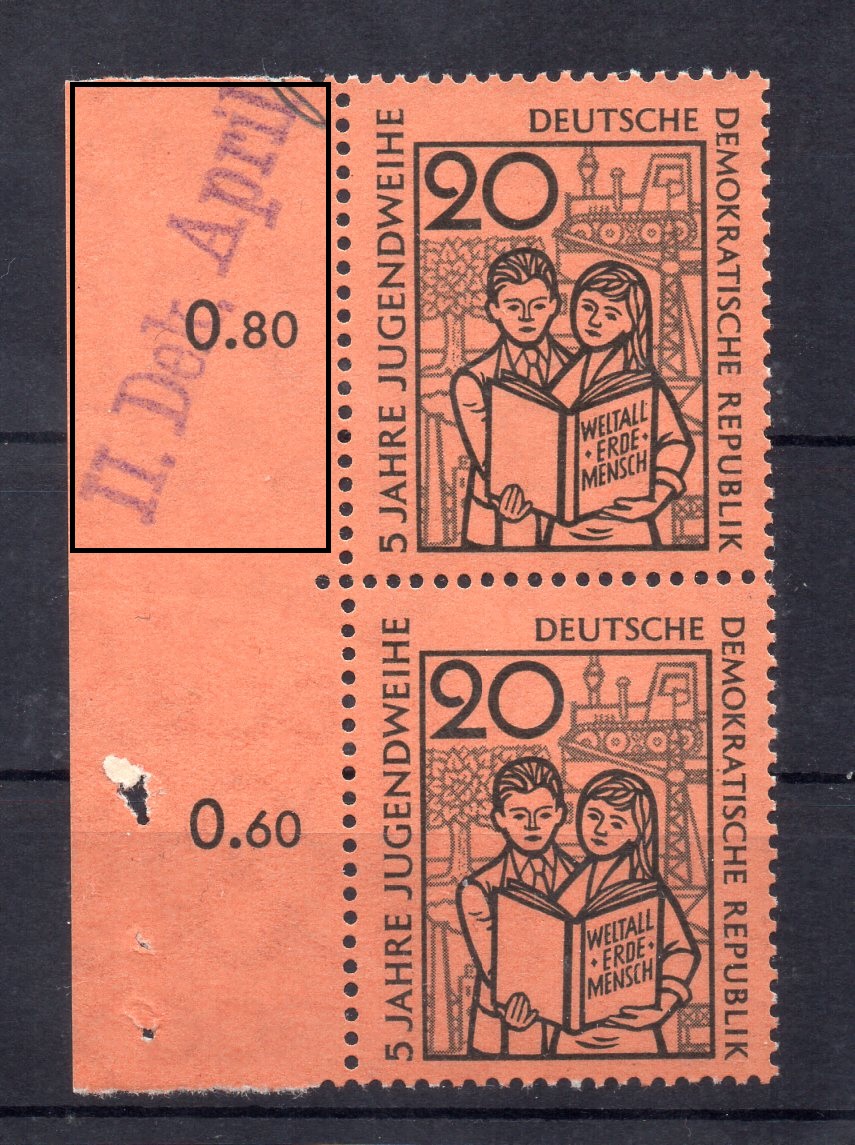 II. Dek. April
0.80
DEUTSCHE
DEMOKRATISCHE REPUBLIK
5 JAHRE JUGENDWEIHE
20
WELTALL
• ERDE •
MENSCH
0.60
DEUTSCHE
DEMOKRATISCHE REPUBLIK
5 JAHRE JUGENDWEIHE
20
WELTALL
• ERDE •
MENSCH